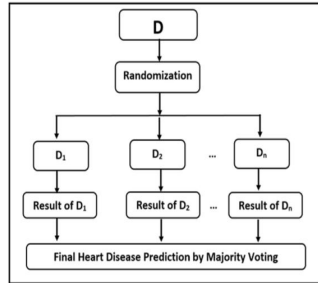 D
Randomization
D₁ D₂ ... Dₙ
Result of D₁ Result of D₂ ... Result of Dₙ
Final Heart Disease Prediction by Majority Voting